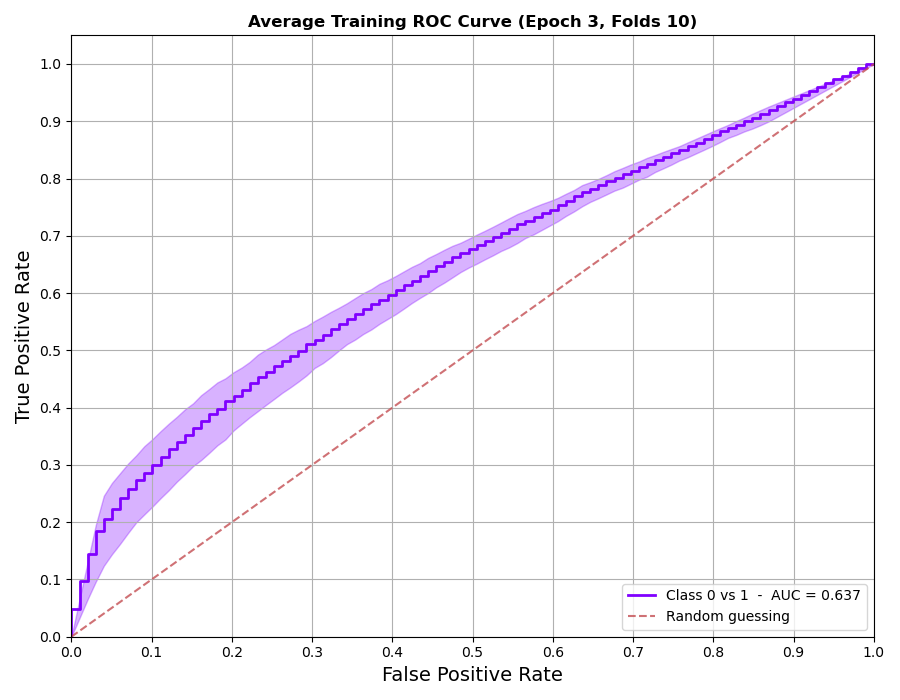 Average Training ROC Curve (Epoch 3, Folds 10)
True Positive Rate
1.0
0.9
0.8
0.7
0.6
0.5
0.4
0.3
0.2
0.1
0.0
Class 0 vs 1 - AUC = 0.637
Random guessing
0.0 0.1 0.2 0.3 0.4 0.5 0.6 0.7 0.8 0.9 1.0
False Positive Rate